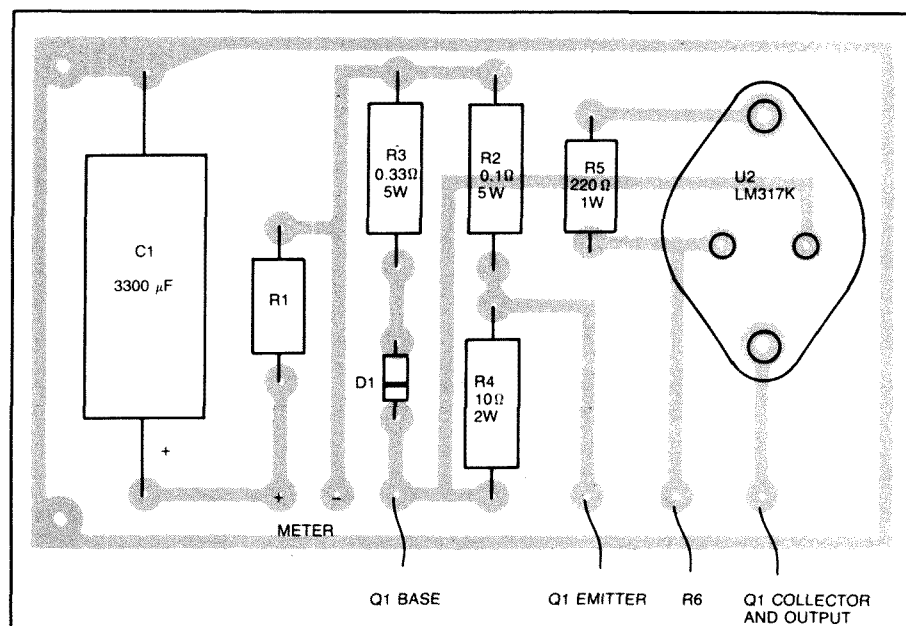 R3
0.33Ω
5W
R2
0.1Ω
5W
R5
220Ω
1W
U2
LM317K
C1
3300 μF
R1
D1
R4
10Ω
2W
+
+
−
METER
Q1 BASE
Q1 EMITTER
R6
Q1 COLLECTOR
AND OUTPUT